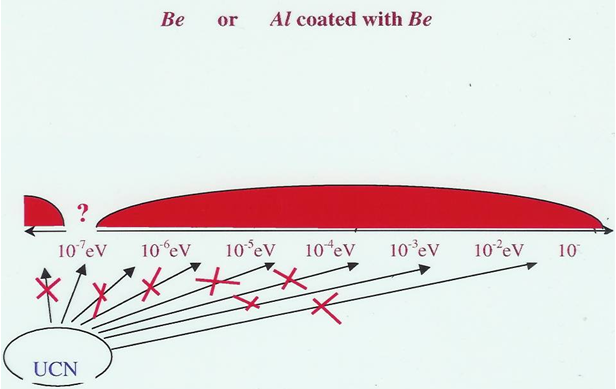 Be or Al coated with Be
?
10⁻⁷eV 10⁻⁶eV 10⁻⁵eV 10⁻⁴eV 10⁻³eV 10⁻²eV 10⁻
UCN